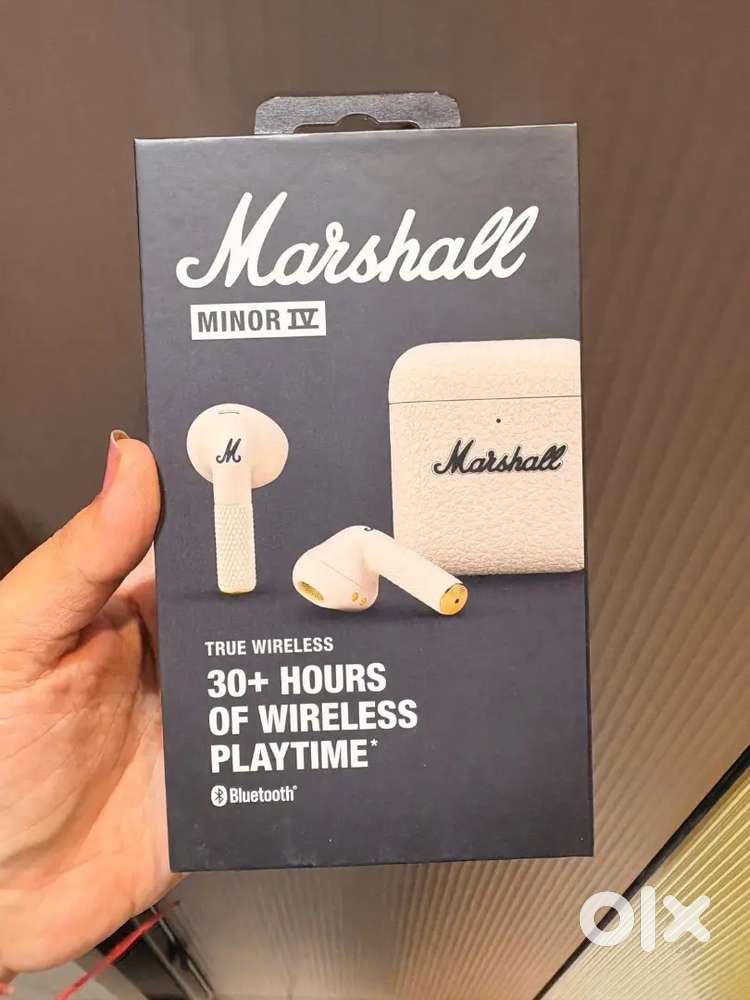 Marshall
MINOR IV
M
Marshall
TRUE WIRELESS
30+ HOURS
OF WIRELESS
PLAYTIME*
Bluetooth®
olx